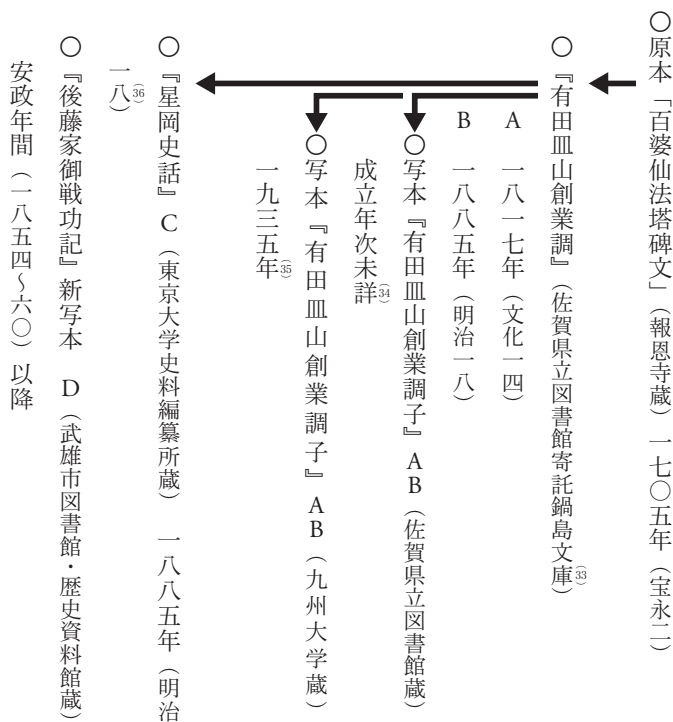 ○原本「百婆仙法塔碑文」（報恩寺蔵）一七〇五年（宝永二）
○『有田皿山創業調』（佐賀県立図書館寄託鍋島文庫(33)）
A　一八一七年（文化一四）
B　一八八五年（明治一八）
○写本『有田皿山創業調子』AB（佐賀県立図書館蔵）
成立年次未詳(34)
○写本『有田皿山創業調子』AB（九州大学蔵）
一九三五年(35)
○『星岡史話』C（東京大学史料編纂所蔵）一八八五年（明治
一八(36)）
○『後藤家御戦功記』新写本　D（武雄市図書館・歴史資料館蔵）
安政年間（一八五四〜六〇）以降